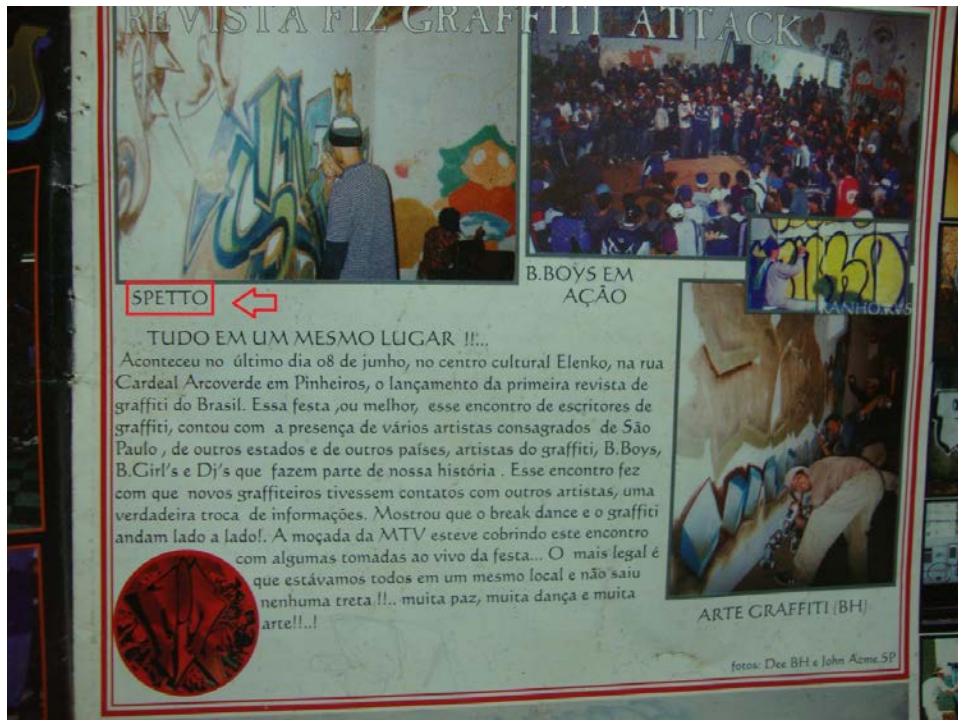 REVISTA FIZ GRAFFITI ATTACK
SPETTO
B.BOYS EM
AÇÃO
TUDO EM UM MESMO LUGAR !!...
Aconteceu no último dia 08 de junho, no centro cultural Elenko, na rua
Cardeal Arcoverde em Pinheiros, o lançamento da primeira revista de
graffiti do Brasil. Essa festa ,ou melhor, esse encontro de escritores de
graffiti, contou com a presença de vários artistas consagrados de São
Paulo , de outros estados e de outros países, artistas do graffiti, B.Boys,
B.Girl's e Dj's que fazem parte de nossa história . Esse encontro fez
com que novos graffiteiros tivessem contatos com outros artistas, uma
verdadeira troca de informações. Mostrou que o break dance e o graffiti
andam lado a lado!. A moçada da MTV esteve cobrindo este encontro
com algumas tomadas ao vivo da festa... O mais legal é
que estávamos todos em um mesmo local e não saiu
nenhuma treta !!.. muita paz, muita dança e muita
arte!!..!
ARTE GRAFFITI (BH)
fotos: Dee BH e John Acme.SP